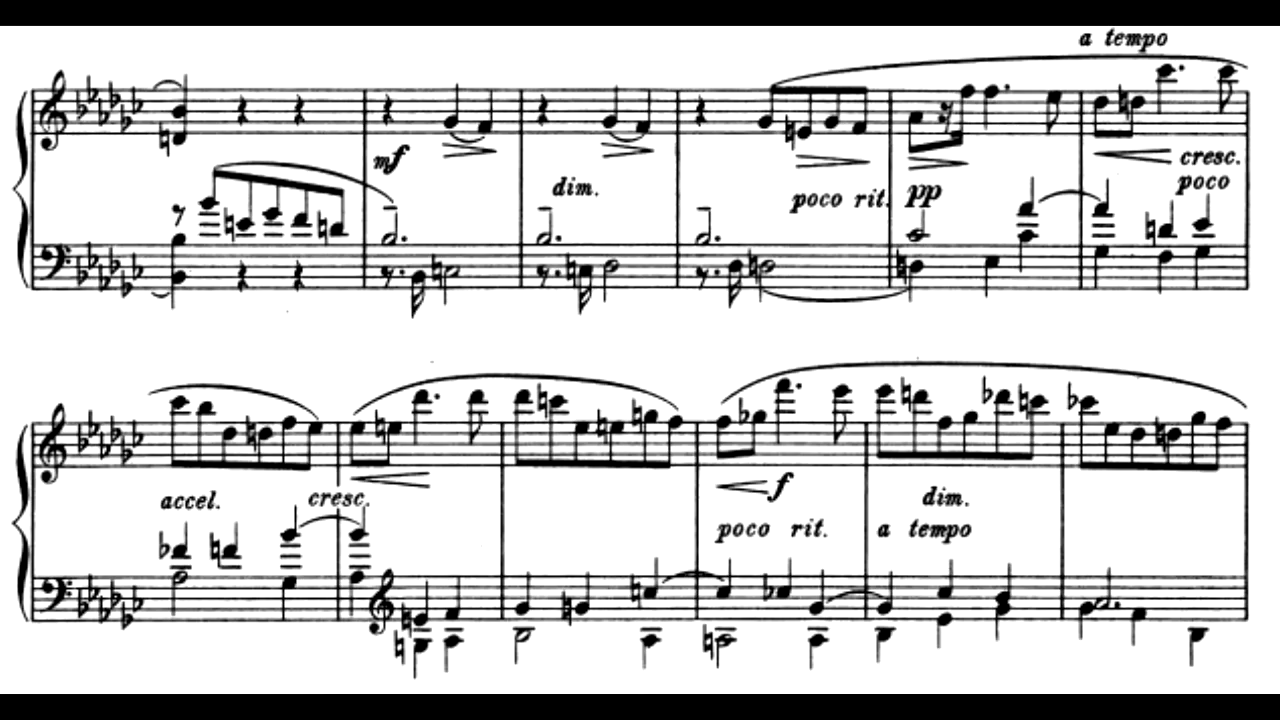 a tempo
mf
dim.
poco rit.
pp
cresc.
poco
accel.
cresc.
f
poco rit.
dim.
a tempo